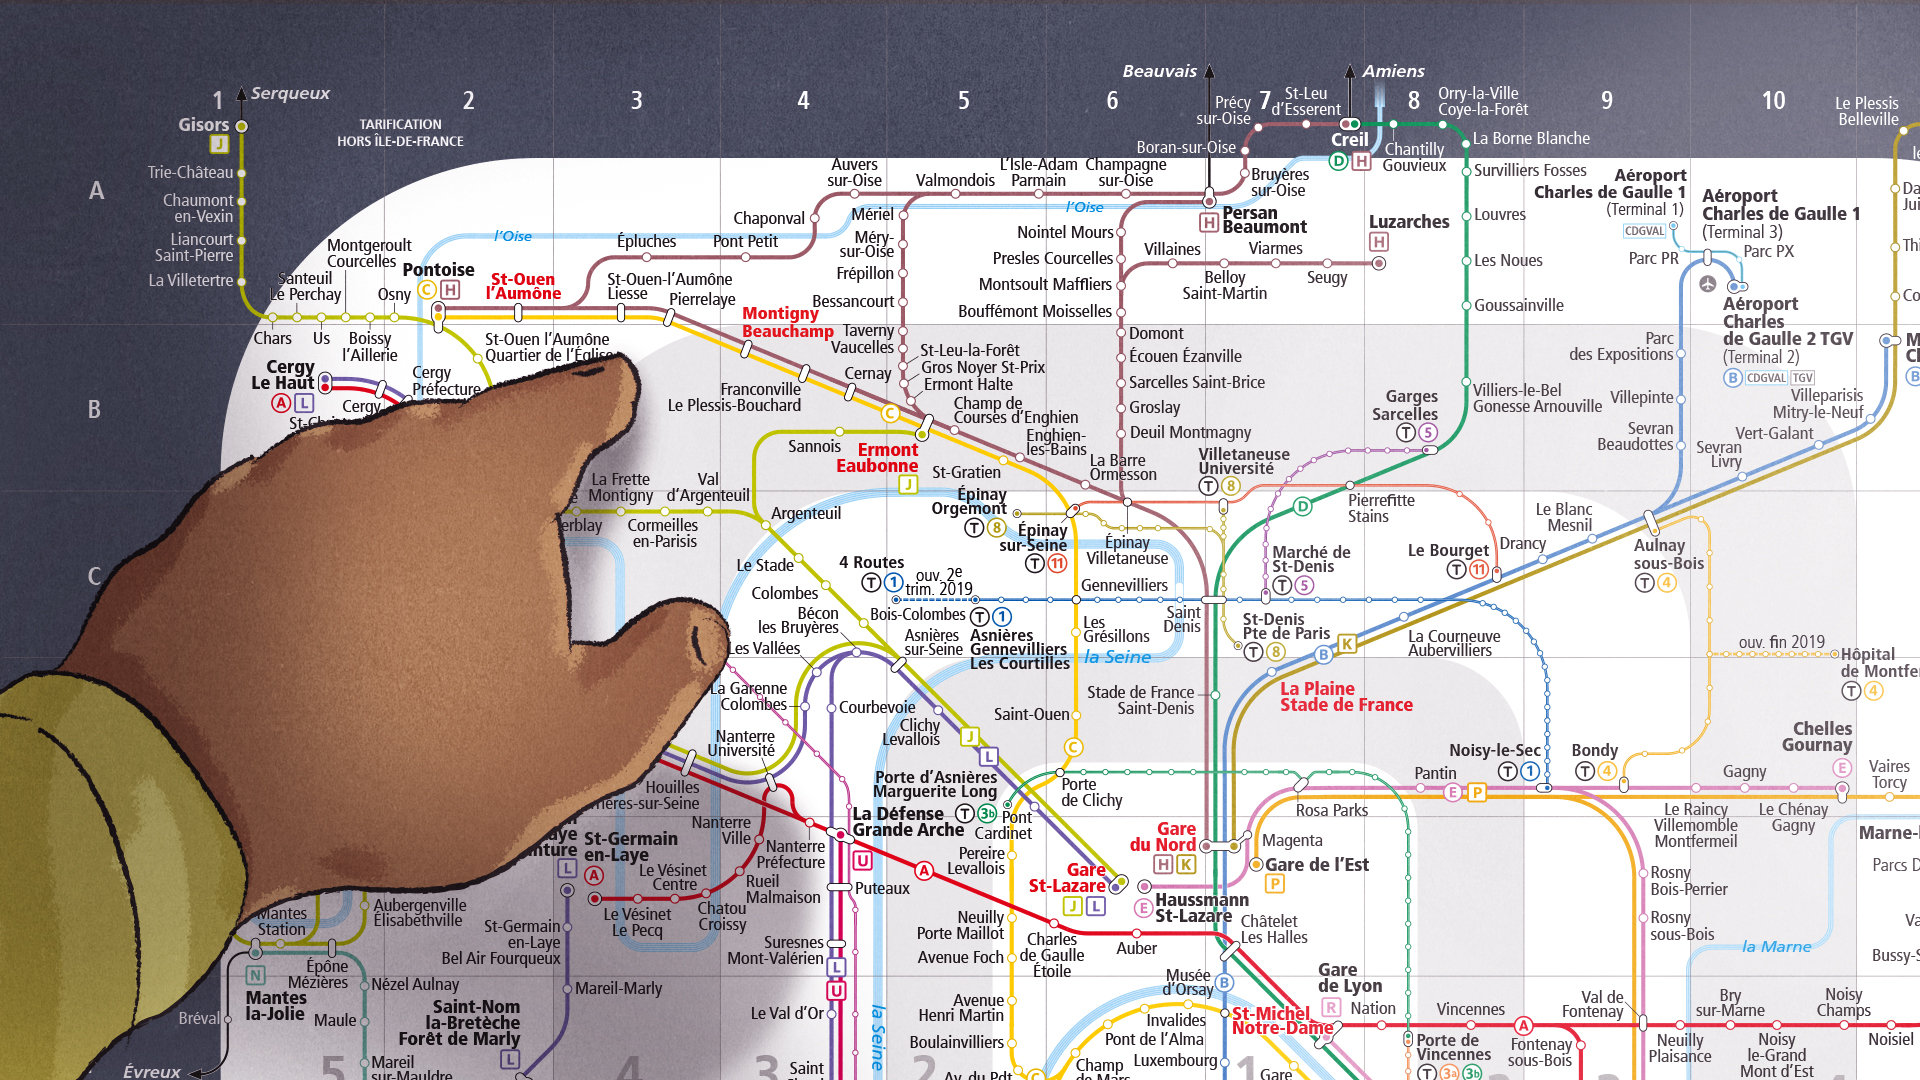 Serqueux
Beauvais
Amiens
1
2
3
4
5
6
7
8
9
10
Gisors
J
TARIFICATION
HORS ÎLE-DE-FRANCE
Précy
sur-Oise
St-Leu
d'Esserent
Orry-la-Ville
Coye-la-Forêt
Le Plessis
Belleville
Creil
D H
Chantilly
Gouvieux
La Borne Blanche
Boran-sur-Oise
Bruyères
sur-Oise
Survilliers Fosses
A
Trie-Château
Chaumont
en-Vexin
Liancourt
Saint-Pierre
La Villetertre
Auvers
sur-Oise
Valmondois
L'Isle-Adam
Parmain
Champagne
sur-Oise
l'Oise
l'Oise
Chaponval
Mériel
Persan
Beaumont
H
Luzarches
H
Louvres
Aéroport
Charles de Gaulle 1
(Terminal 1)
CDGVAL
Aéroport
Charles de Gaulle 1
(Terminal 3)
Parc PR
Parc PX
Montgeroult
Courcelles
Santeuil
Le Perchay
Osny
Pontoise
C H
Épluches
Pont Petit
Méry-
sur-Oise
Nointel Mours
Villaines
Viarmes
Les Noues
St-Ouen
l'Aumône
St-Ouen-l'Aumône
Liesse
Pierrelaye
Frépillon
Presles Courcelles
Belloy
Saint-Martin
Seugy
Bessancourt
Montsoult Maffliers
Goussainville
Aéroport
Charles
de Gaulle 2 TGV
(Terminal 2)
B CDGVAL TGV
Chars
Us
Boissy
l'Aillerie
Montigny
Beauchamp
Taverny
Vaucelles
Bouffémont Moisselles
Domont
Parc
des Expositions
St-Ouen l'Aumône
Quartier de l'Église
Cergy
Le Haut
A L
Cergy
Préfecture
Cergy
St-Leu-la-Forêt
Gros Noyer St-Prix
Ermont Halte
Écouen Ézanville
Sarcelles Saint-Brice
Cernay
Franconville
Le Plessis-Bouchard
C
Champ de
Courses d'Enghien
Groslay
Deuil Montmagny
B
Garges
Sarcelles
T 5
Villiers-le-Bel
Gonesse Arnouville
Villepinte
Villeparisis
Mitry-le-Neuf
Sevran
Beaudottes
Vert-Galant
Sevran
Livry
Sannois
Ermont
Eaubonne
J
Enghien-
les-Bains
La Barre
Ormesson
St-Gratien
Villetaneuse
Université
T 8
La Frette
Montigny
Val
d'Argenteuil
erblay
Cormeilles
en-Parisis
Argenteuil
Épinay
Orgemont
T 8
Épinay
sur-Seine
T 11
Épinay
Villetaneuse
D
Pierrefitte
Stains
Le Blanc
Mesnil
Drancy
Le Bourget
T 11
Aulnay
sous-Bois
T 4
C
Le Stade
Colombes
4 Routes
T 1
ouv. 2e
trim. 2019
Gennevilliers
Marché de
St-Denis
T 5
Bécon
les Bruyères
Bois-Colombes
T 1
Asnières
Gennevilliers
Les Courtilles
Asnières
sur-Seine
Les
Grésillons
la Seine
Saint
Denis
St-Denis
Pte de Paris
T 8
B
K
La Courneuve
Aubervilliers
ouv. fin 2019
Les Vallées
La Garenne
Colombes
Courbevoie
Clichy
Levallois
Saint-Ouen
Stade de France
Saint-Denis
La Plaine
Stade de France
Chelles
Gournay
E
Nanterre
Université
J
L
C
Noisy-le-Sec
T 1
Bondy
T 4
Gagny
Vaires
Torcy
Houilles
Porte d'Asnières
Marguerite Long
T 3b
Porte
de Clichy
Pantin
E P
Rosa Parks
Le Raincy
Villemomble
Montfermeil
Le Chénay
Gagny
La Défense
Grande Arche
U
Pont
Cardinet
Gare
du Nord
H K
Magenta
Gare de l'Est
P
Nanterre
Ville
Nanterre
Préfecture
Pereire
Levallois
St-Germain
en-Laye
A
L
Le Vésinet
Centre
Rueil
Malmaison
A
Puteaux
Gare
St-Lazare
J L
E
Haussmann
St-Lazare
Rosny
Bois-Perrier
Aubergenville
Élisabethville
Mantes
Station
Le Vésinet
Le Pecq
Chatou
Croissy
St-Germain
en-Laye
Bel Air Fourqueux
Suresnes
Mont-Valérien
Neuilly
Porte Maillot
Charles
de Gaulle
Étoile
Auber
Châtelet
Les Halles
Rosny
sous-Bois
la Marne
Avenue Foch
N
Épône
Mézières
Mantes
la-Jolie
Nézel Aulnay
Mareil-Marly
L
U
Musée
d'Orsay
B
Gare
de Lyon
R
Nation
Vincennes
A
Val de
Fontenay
Bry
sur-Marne
Noisy
Champs
Bréval
Maule
Saint-Nom
la-Bretèche
Forêt de Marly
L
Le Val d'Or
la Seine
Avenue
Henri Martin
Boulainvilliers
Invalides
Pont de l'Alma
St-Michel
Notre-Dame
Luxembourg
Porte de
Vincennes
T 3a 3b
Fontenay
sous-Bois
Neuilly
Plaisance
Noisy
le-Grand
Mont d'Est
Noisiel
Évreux
Mareil
sur-Mauldre
5
4
3
Saint
2
Av. du Pdt
C
Champ
de Mars
1
Gare